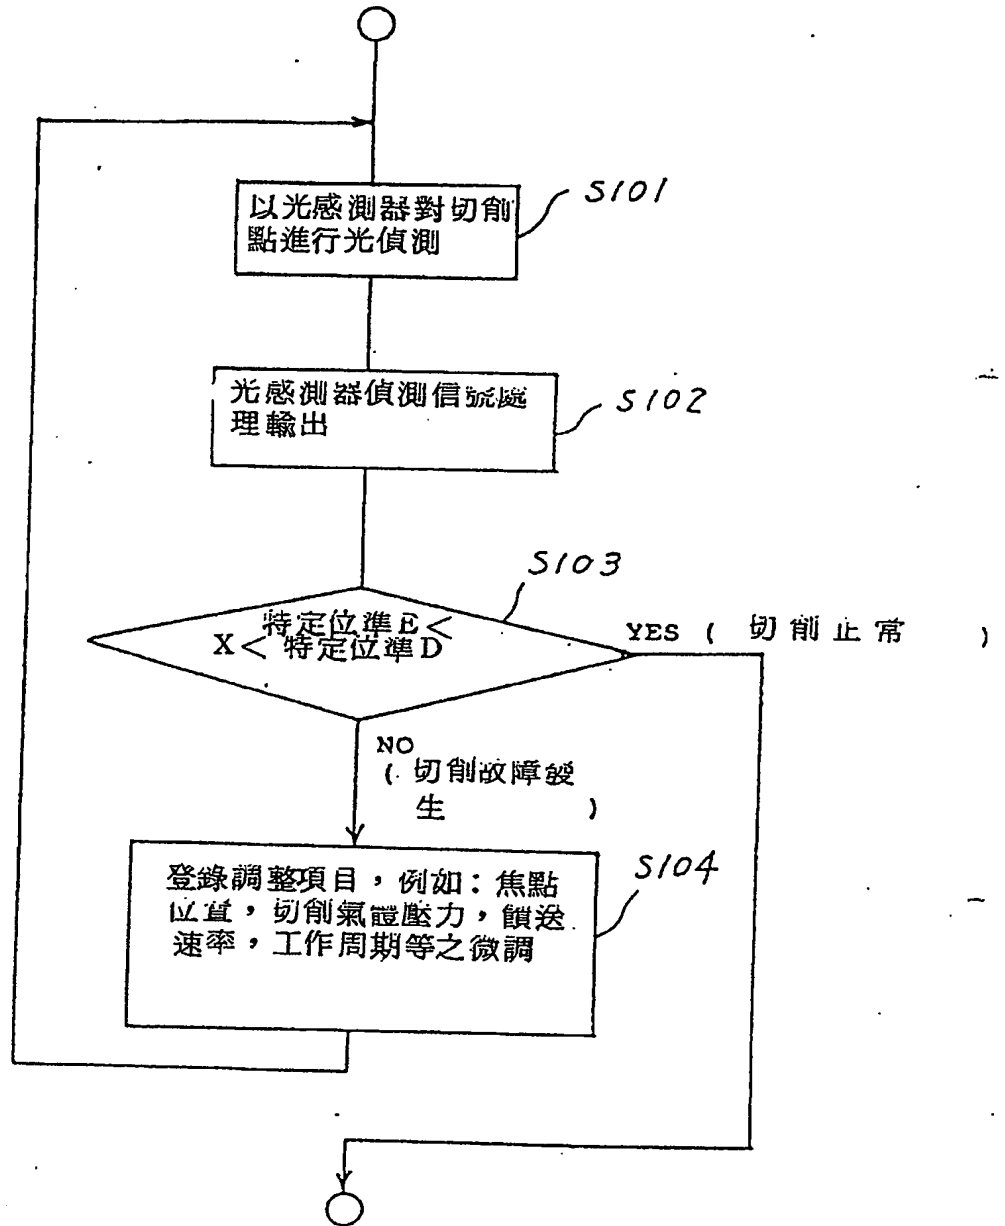 以光感測器對切削
點進行光偵測
S101
光感測器偵測信號處
理輸出
S102
S103
特定位準E<
X< 特定位準D
YES ( 切削正常 )
NO
( 切削故障發
生 )
登錄調整項目，例如：焦點
位置，切削氣體壓力，饋送
速率，工作周期等之微調
S104